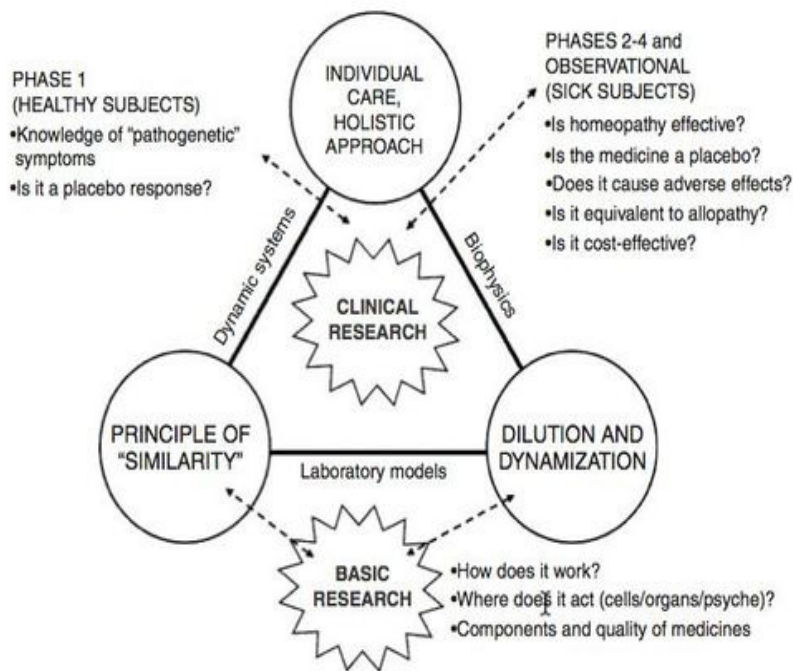 PHASE 1
(HEALTHY SUBJECTS)
•Knowledge of "pathogenetic"
symptoms
•Is it a placebo response?
INDIVIDUAL
CARE,
HOLISTIC
APPROACH
PHASES 2-4 and
OBSERVATIONAL
(SICK SUBJECTS)
•Is homeopathy effective?
•Is the medicine a placebo?
•Does it cause adverse effects?
•Is it equivalent to allopathy?
•Is it cost-effective?
Dynamic systems
Biophysics
CLINICAL
RESEARCH
PRINCIPLE OF
"SIMILARITY"
Laboratory models
DILUTION AND
DYNAMIZATION
BASIC
RESEARCH
•How does it work?
•Where does it act (cells/organs/psyche)?
•Components and quality of medicines